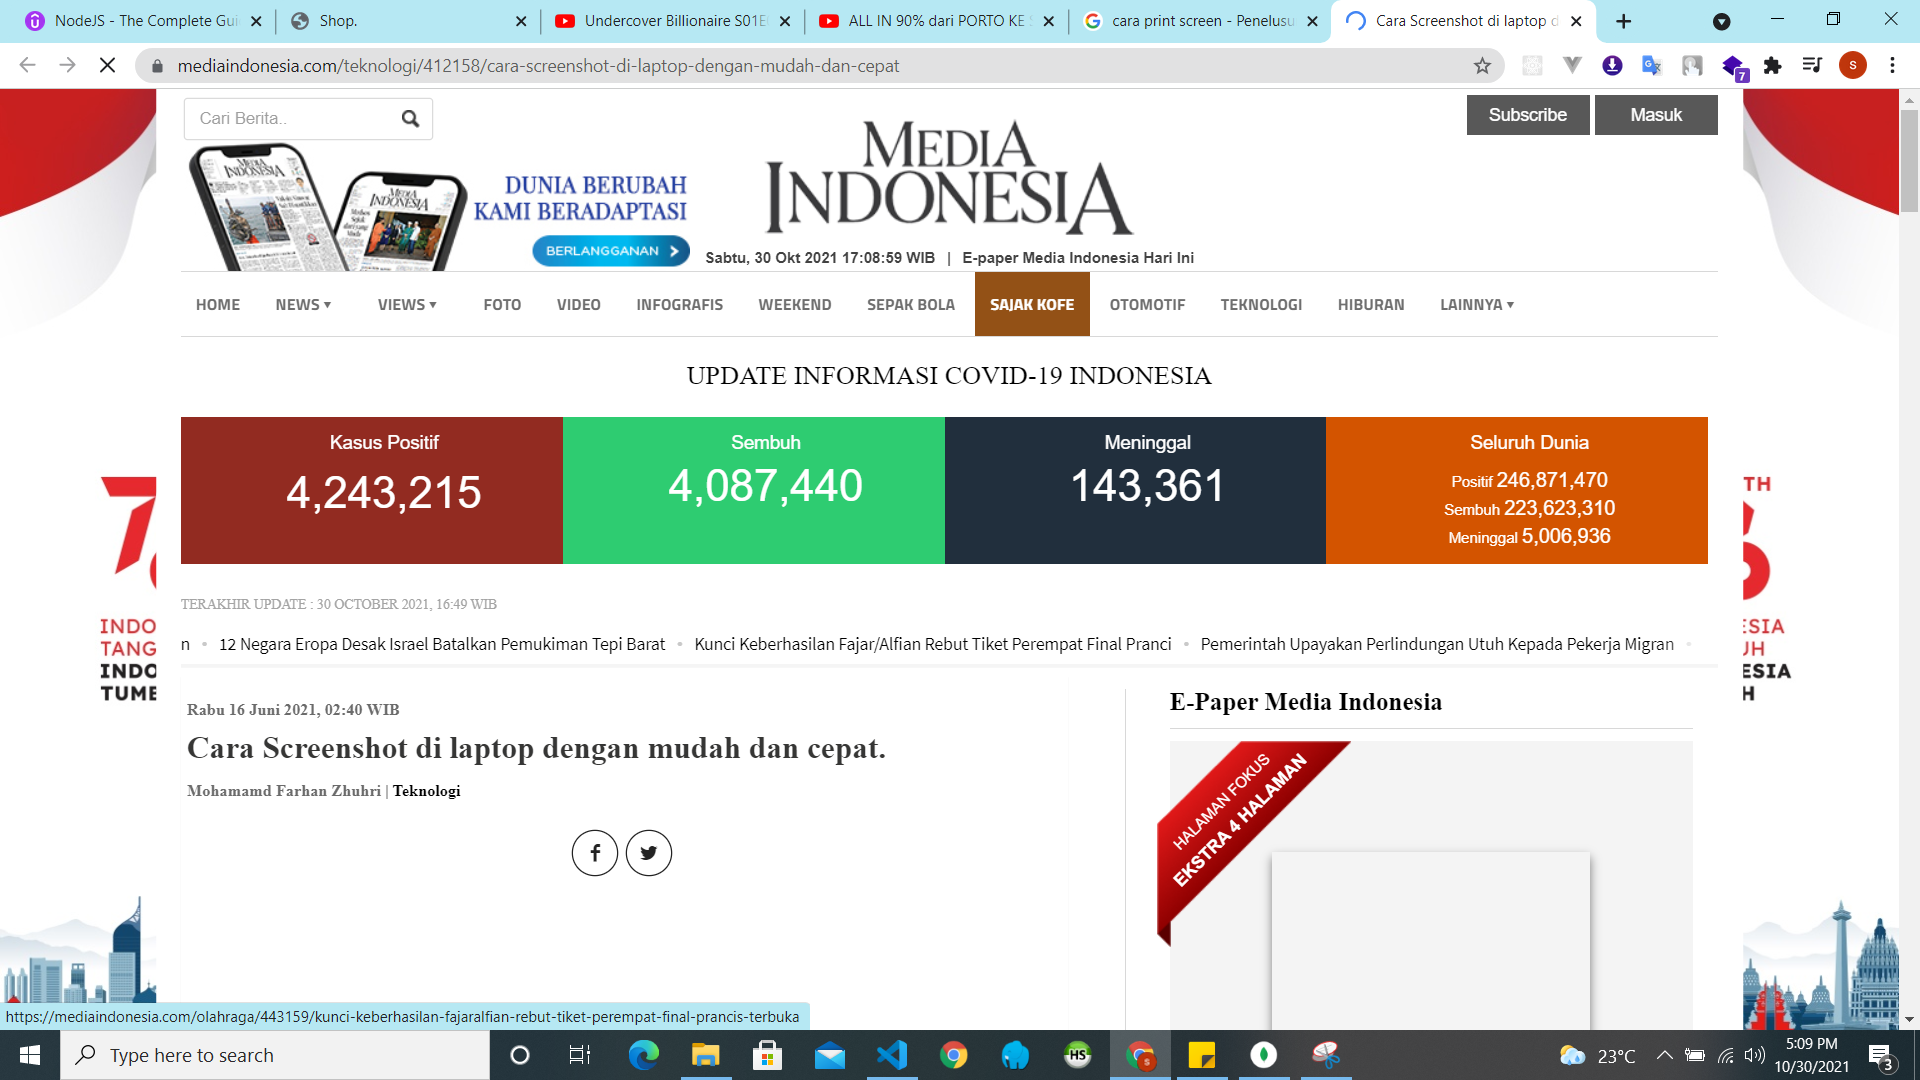 NodeJS - The Complete Gui
Shop.
Undercover Billionaire S01E
ALL IN 90% dari PORTO KE
cara print screen - Penelusu
Cara Screenshot di laptop d
mediaindonesia.com/teknologi/412158/cara-screenshot-di-laptop-dengan-mudah-dan-cepat
7
S
Cari Berita..
Subscribe
Masuk
MEDIA
INDONESIA
MEDIA
INDONESIA
DUNIA BERUBAH
KAMI BERADAPTASI
BERLANGGANAN >
MEDIA
INDONESIA
Sabtu, 30 Okt 2021 17:08:59 WIB | E-paper Media Indonesia Hari Ini
HOME NEWS VIEWS FOTO VIDEO INFOGRAFIS WEEKEND SEPAK BOLA SAJAK KOFE OTOMOTIF TEKNOLOGI HIBURAN LAINNYA
UPDATE INFORMASI COVID-19 INDONESIA
Kasus Positif
4,243,215
Sembuh
4,087,440
Meninggal
143,361
Seluruh Dunia
Positif 246,871,470
Sembuh 223,623,310
Meninggal 5,006,936
TERAKHIR UPDATE : 30 OCTOBER 2021, 16:49 WIB
n • 12 Negara Eropa Desak Israel Batalkan Pemukiman Tepi Barat • Kunci Keberhasilan Fajar/Alfian Rebut Tiket Perempat Final Pranci • Pemerintah Upayakan Perlindungan Utuh Kepada Pekerja Migran •
INDO
TANG
INDO
TUMB
TH
ESIA
UH
ESIA
H
Rabu 16 Juni 2021, 02:40 WIB
Cara Screenshot di laptop dengan mudah dan cepat.
Mohamamd Farhan Zhuhri | Teknologi
E-Paper Media Indonesia
HALAMAN FOKUS
EKSTRA 4 HALAMAN
https://mediaindonesia.com/olahraga/443159/kunci-keberhasilan-fajaralfian-rebut-tiket-perempat-final-prancis-terbuka
Type here to search
HS
S
23°C
5:09 PM
10/30/2021
3